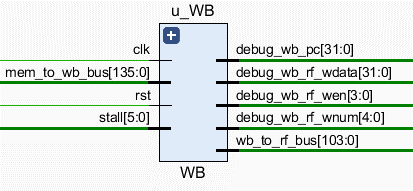 u_WB
clk
mem_to_wb_bus[135:0]
rst
stall[5:0]
debug_wb_pc[31:0]
debug_wb_rf_wdata[31:0]
debug_wb_rf_wen[3:0]
debug_wb_rf_wnum[4:0]
wb_to_rf_bus[103:0]
WB